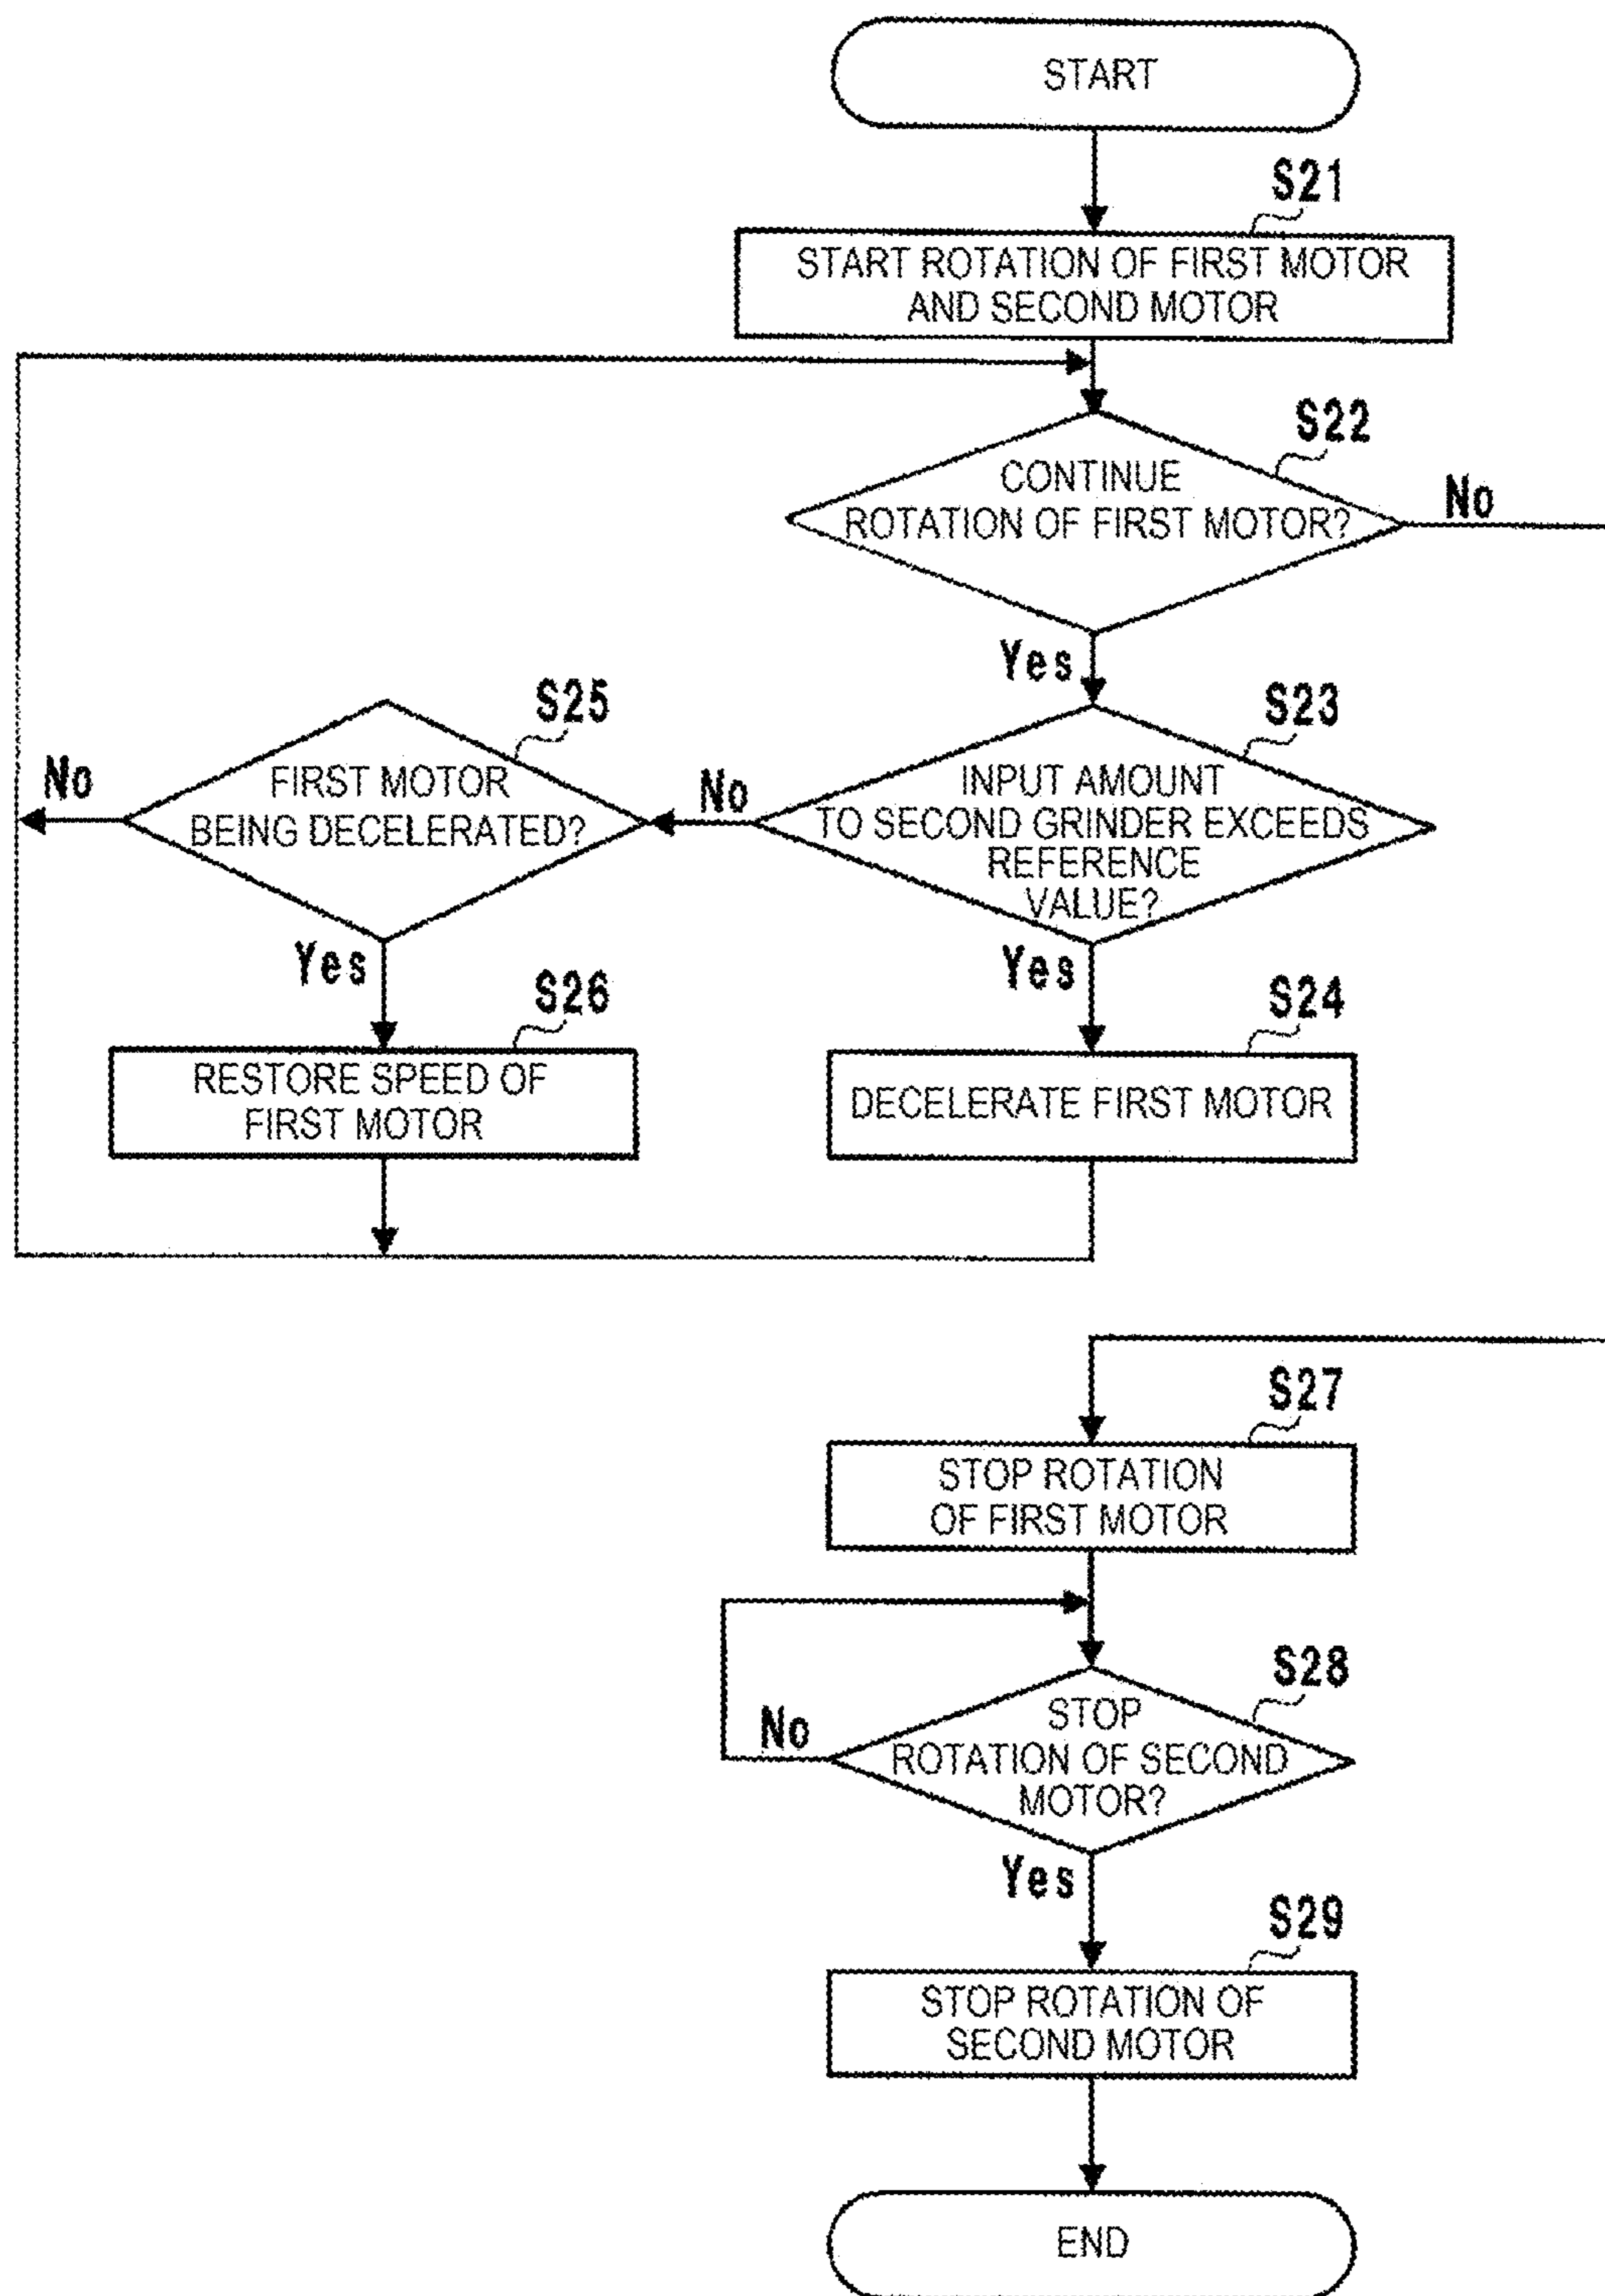 START
S21
START ROTATION OF FIRST MOTOR
AND SECOND MOTOR
S22
CONTINUE
ROTATION OF FIRST MOTOR?
No
Yes
S25
S23
No
FIRST MOTOR
BEING DECELERATED?
No
INPUT AMOUNT
TO SECOND GRINDER EXCEEDS
REFERENCE
VALUE?
Yes
Yes
S26
S24
RESTORE SPEED OF
FIRST MOTOR
DECELERATE FIRST MOTOR
S27
STOP ROTATION
OF FIRST MOTOR
S28
No
STOP
ROTATION OF SECOND
MOTOR?
Yes
S29
STOP ROTATION OF
SECOND MOTOR
END